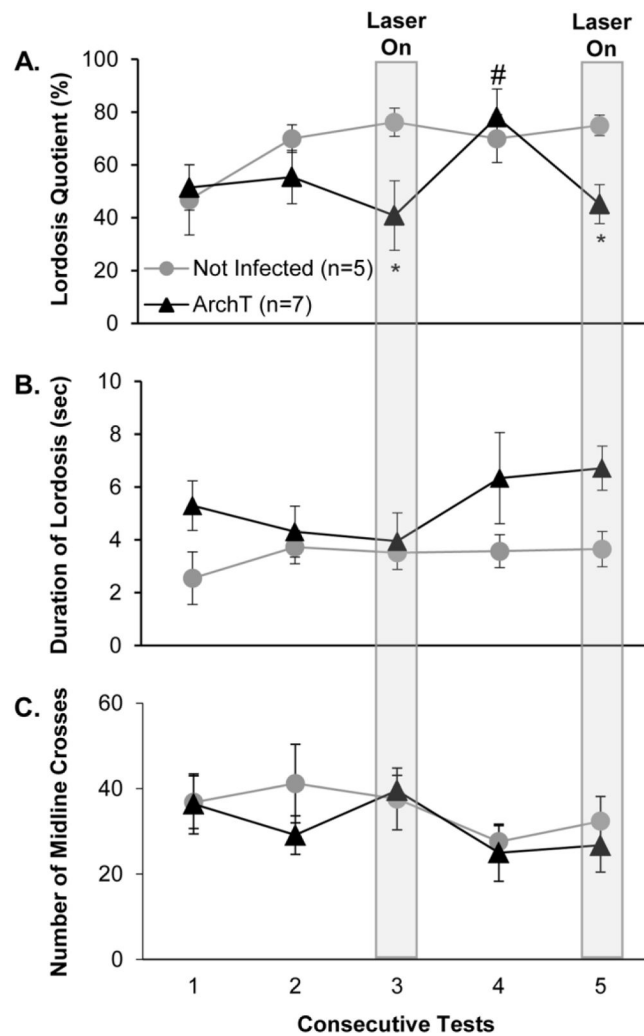 Laser On
Laser On
A.
Lordosis Quotient (%)
100
80
60
40
20
0
#
*
*
Not Infected (n=5)
ArchT (n=7)
B.
Duration of Lordosis (sec)
10
8
6
4
2
0
C.
Number of Midline Crosses
60
40
20
0
1 2 3 4 5
Consecutive Tests